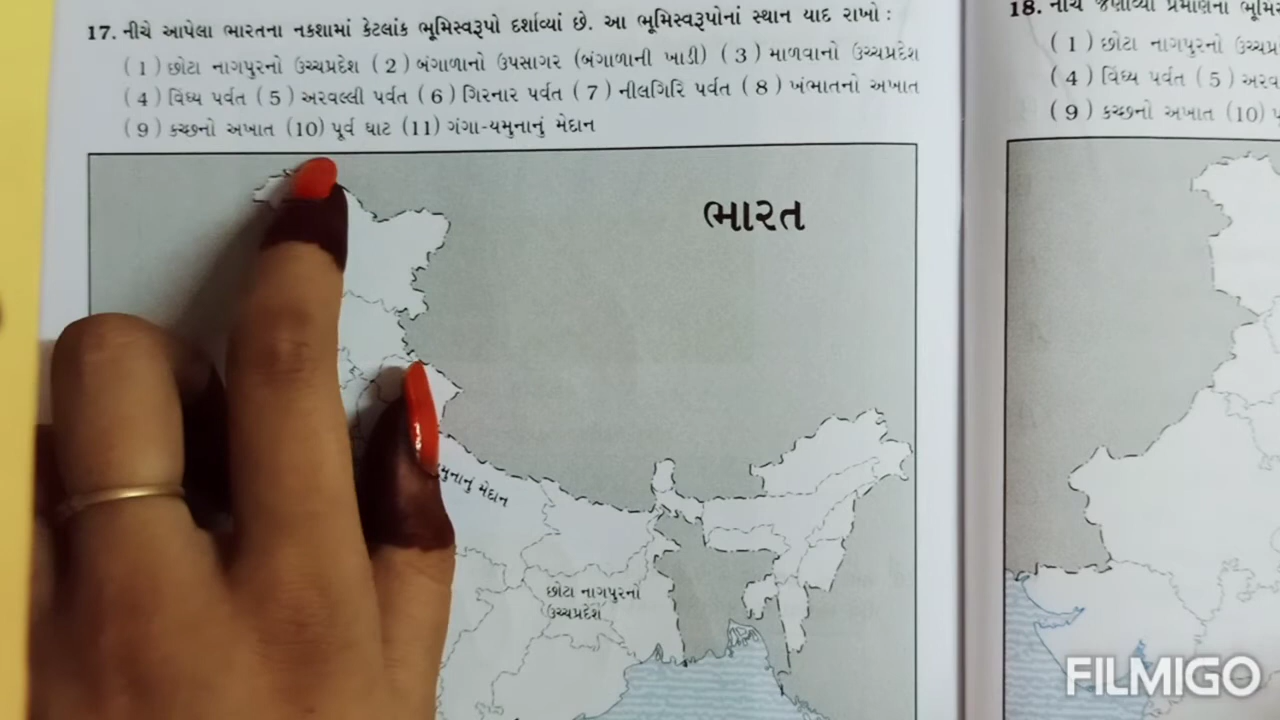 17. નીચે આપેલા ભારતના નકશામાં કેટલાંક ભૂમિસ્વરૂપો દર્શાવ્યાં છે. આ ભૂમિસ્વરૂપોનાં સ્થાન યાદ રાખો :
(1) છોટા નાગપુરનો ઉચ્ચપ્રદેશ (2) બંગાળાનો ઉપસાગર (બંગાળાની ખાડી) (3) માળવાનો ઉચ્ચપ્રદેશ
(4) વિંધ્ય પર્વત (5) અરવલ્લી પર્વત (6) ગિરનાર પર્વત (7) નીલગિરિ પર્વત (8) ખંભાતનો અખાત
(9) કચ્છનો અખાત (10) પૂર્વ ઘાટ (11) ગંગા-યમુનાનું મેદાન
ભારત
મુનાનું મેદાન
છોટા નાગપુરનો
ઉચ્ચપ્રદેશ
18. નીચે જણાવ્યા પ્રમાણેના
(1) છોટા નાગપુરનો
(4) વિંધ્ય પર્વત (5)
(9) કચ્છનો અખાત (10)
FILMIGO